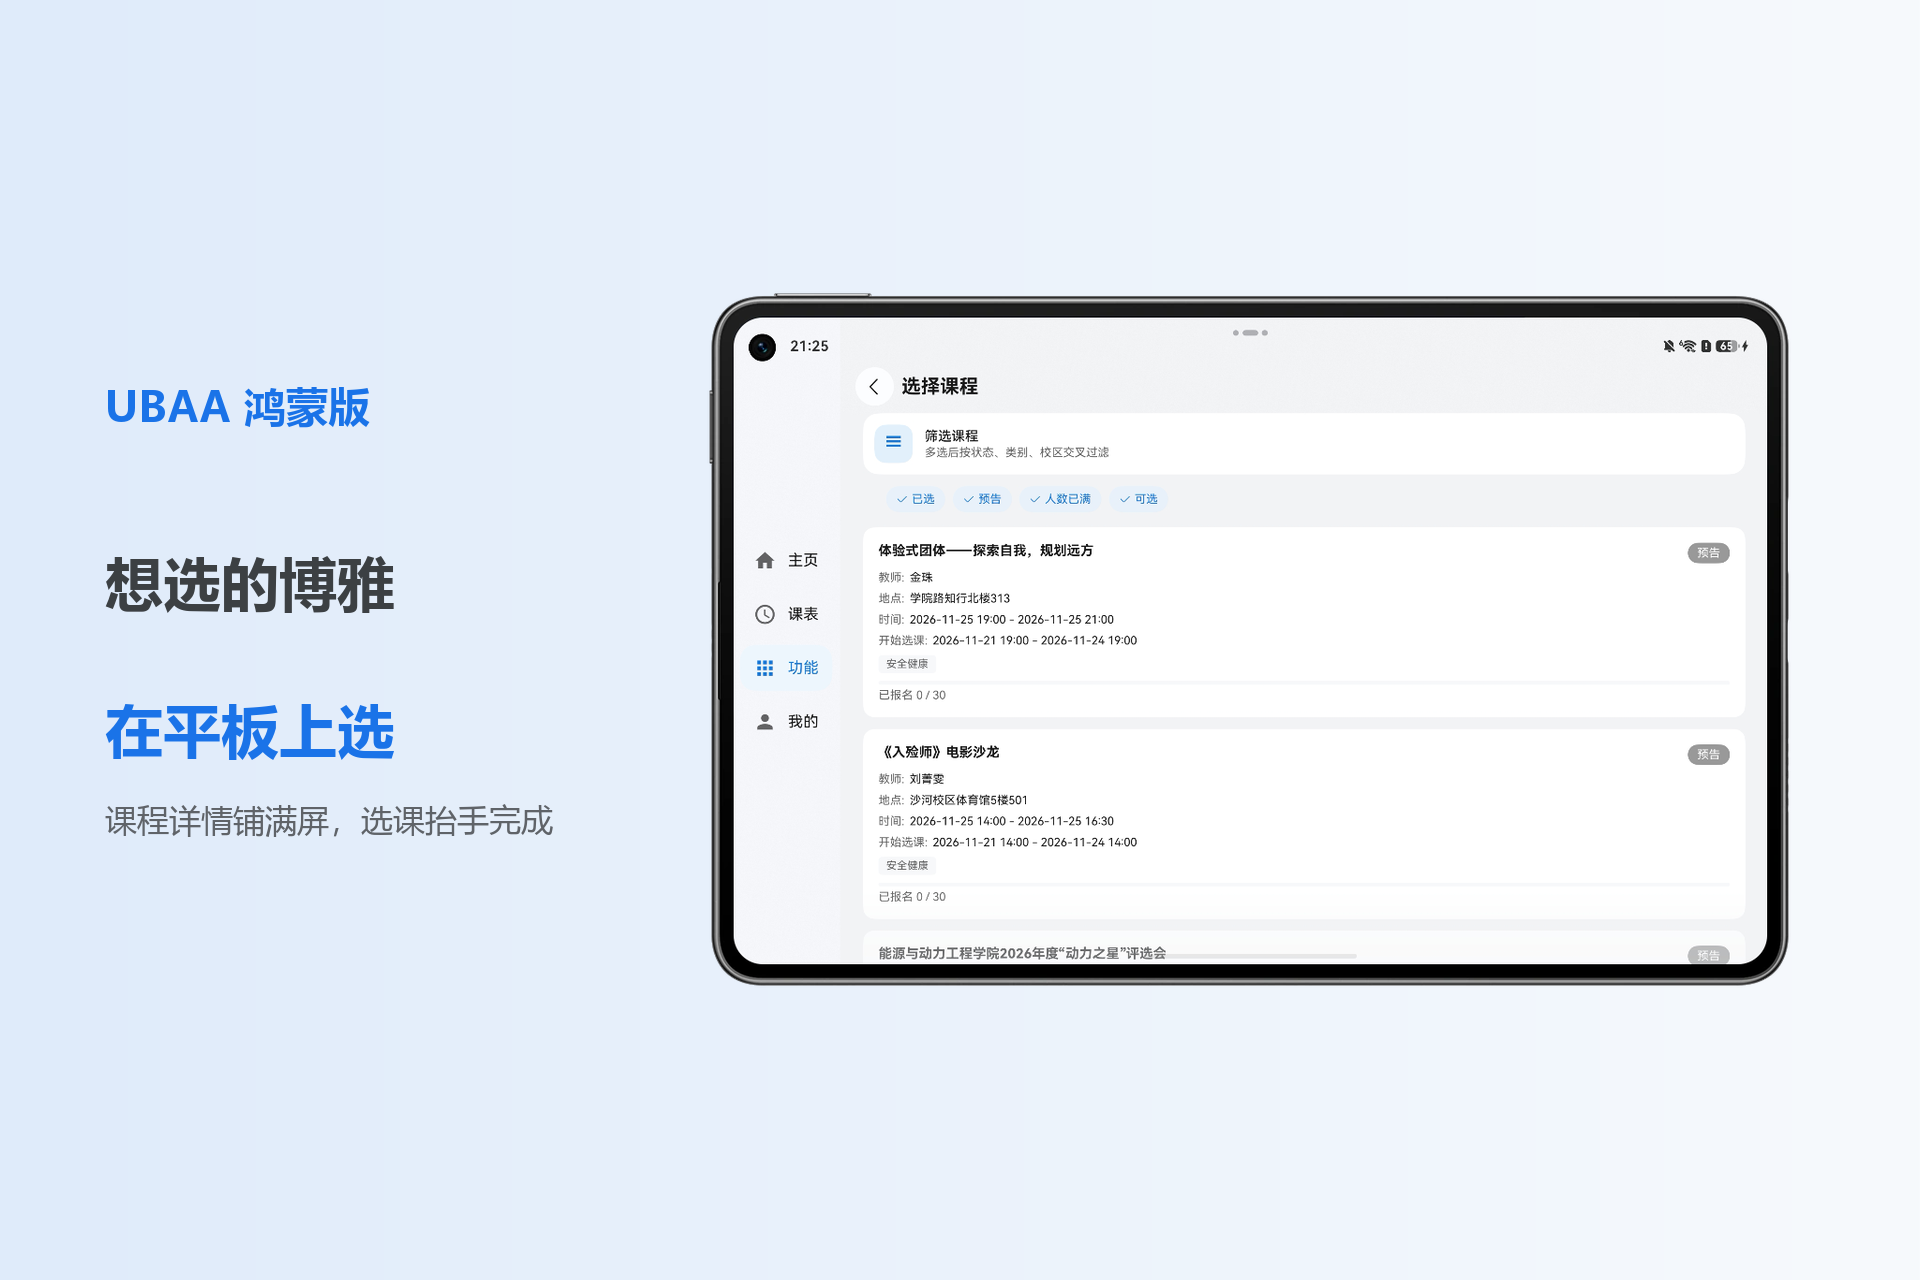 UBAA 鸿蒙版
想选的博雅
在平板上选
课程详情铺满屏，选课抬手完成
21:25
65
选择课程
筛选课程
多选后按状态、类别、校区交叉过滤
已选
预告
人数已满
可选
主页
课表
功能
我的
体验式团体——探索自我，规划远方
预告
教师: 金珠
地点: 学院路知行北楼313
时间: 2026-11-25 19:00 - 2026-11-25 21:00
开始选课: 2026-11-21 19:00 - 2026-11-24 19:00
安全健康
已报名 0 / 30
《入殓师》电影沙龙
预告
教师: 刘菁雯
地点: 沙河校区体育馆5楼501
时间: 2026-11-25 14:00 - 2026-11-25 16:30
开始选课: 2026-11-21 14:00 - 2026-11-24 14:00
安全健康
已报名 0 / 30
能源与动力工程学院2026年度“动力之星”评选会
预告